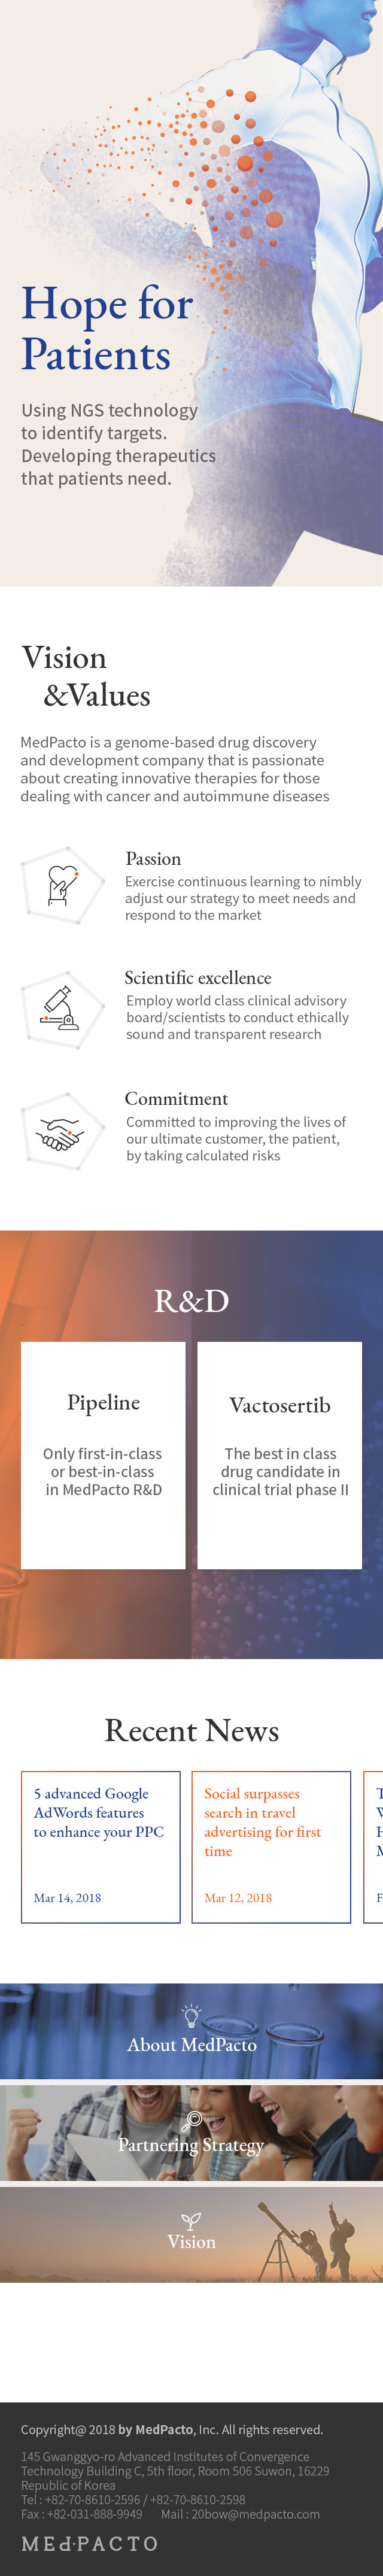 Hope for
Patients
Using NGS technology
to identify targets.
Developing therapeutics
that patients need.
Vision
&Values
MedPacto is a genome-based drug discovery
and development company that is passionate
about creating innovative therapies for those
dealing with cancer and autoimmune diseases
Passion
Exercise continuous learning to nimbly
adjust our strategy to meet needs and
respond to the market
Scientific excellence
Employ world class clinical advisory
board/scientists to conduct ethically
sound and transparent research
Commitment
Committed to improving the lives of
our ultimate customer, the patient,
by taking calculated risks
R&D
Pipeline
Only first-in-class
or best-in-class
in MedPacto R&D
Vactosertib
The best in class
drug candidate in
clinical trial phase II
Recent News
5 advanced Google
AdWords features
to enhance your PPC
Mar 14, 2018
Social surpasses
search in travel
advertising for first
time
Mar 12, 2018
About MedPacto
Partnering Strategy
Vision
Copyright@ 2018 by MedPacto, Inc. All rights reserved.
145 Gwanggyo-ro Advanced Institutes of Convergence
Technology Building C, 5th floor, Room 506 Suwon, 16229
Republic of Korea
Tel : +82-70-8610-2596 / +82-70-8610-2598
Fax : +82-031-888-9949 Mail : 20bow@medpacto.com
MEd·PACTO